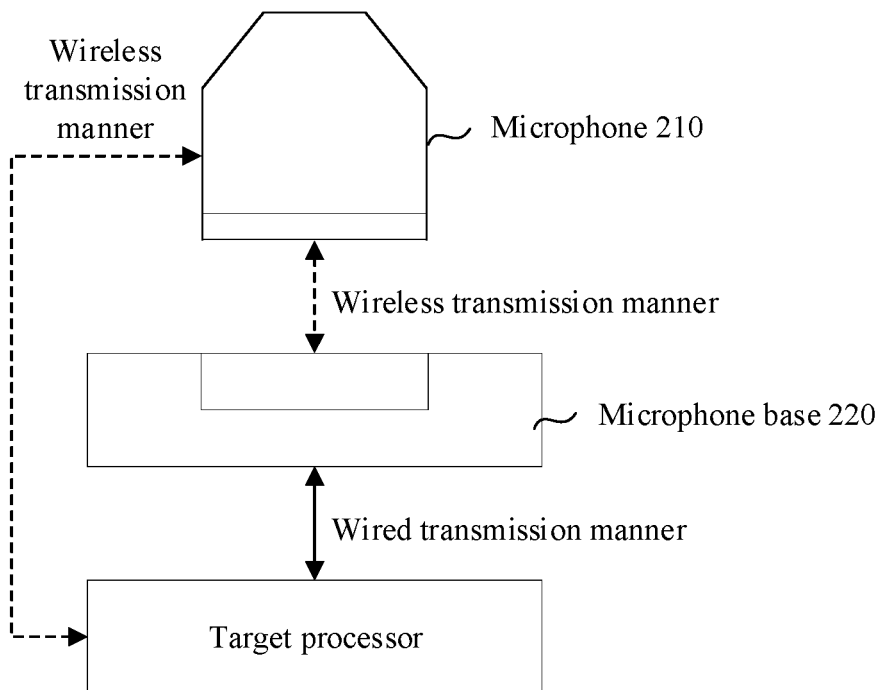 Wireless
transmission
manner
Microphone 210
Wireless transmission manner
Microphone base 220
Wired transmission manner
Target processor